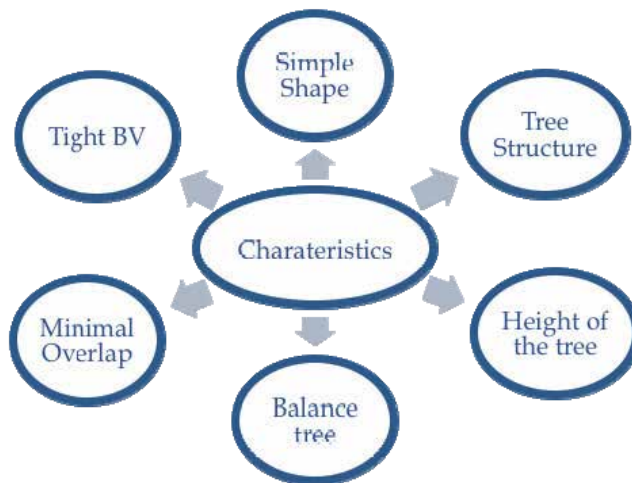 Simple
Shape
Tight BV
Tree
Structure
Charateristics
Minimal
Overlap
Height of
the tree
Balance
tree